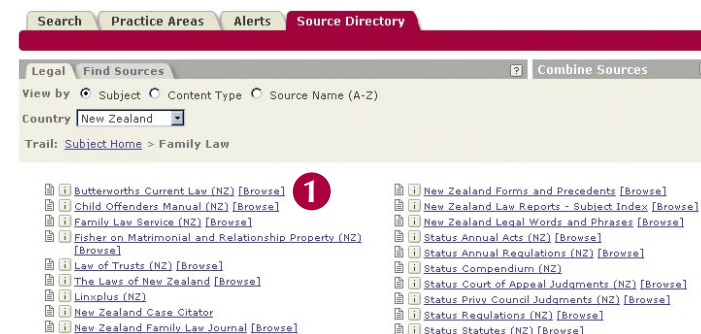 Search Practice Areas Alerts Source Directory
Legal Find Sources ? Combine Sources
View by Subject Content Type Source Name (A-Z)
Country New Zealand
Trail: Subject Home > Family Law
1
i Butterworths Current Law (NZ) [Browse]
i Child Offenders Manual (NZ) [Browse]
i Family Law Service (NZ) [Browse]
i Fisher on Matrimonial and Relationship Property (NZ)
[Browse]
i Law of Trusts (NZ) [Browse]
i The Laws of New Zealand [Browse]
i Linxplus (NZ)
i New Zealand Case Citator
i New Zealand Family Law Journal [Browse]
i New Zealand Forms and Precedents [Browse]
i New Zealand Law Reports - Subject Index [Browse]
i New Zealand Legal Words and Phrases [Browse]
i Status Annual Acts (NZ) [Browse]
i Status Annual Regulations (NZ) [Browse]
i Status Compendium (NZ)
i Status Court of Appeal Judgments (NZ) [Browse]
i Status Privy Council Judgments (NZ) [Browse]
i Status Regulations (NZ) [Browse]
i Status Statutes (NZ) [Browse]